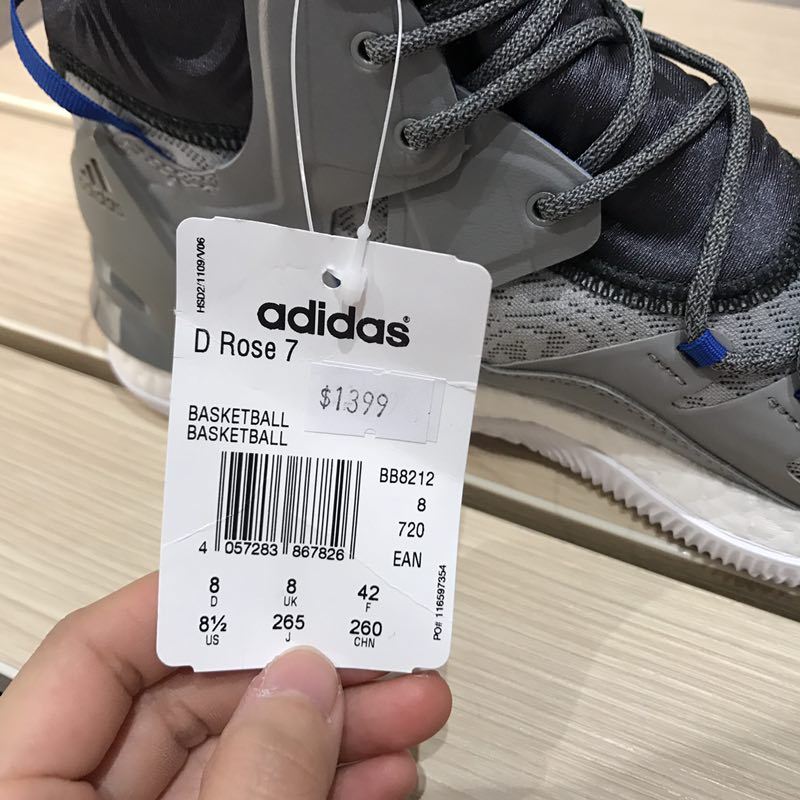 HSD2/1109/V06
adidas®
D Rose 7
$1399
BASKETBALL
BASKETBALL
BB8212
8
720
EAN
4 057283 867826
8 8 42
D UK F
8½ 265 260
US J CHN
PO# 116597354
adidas